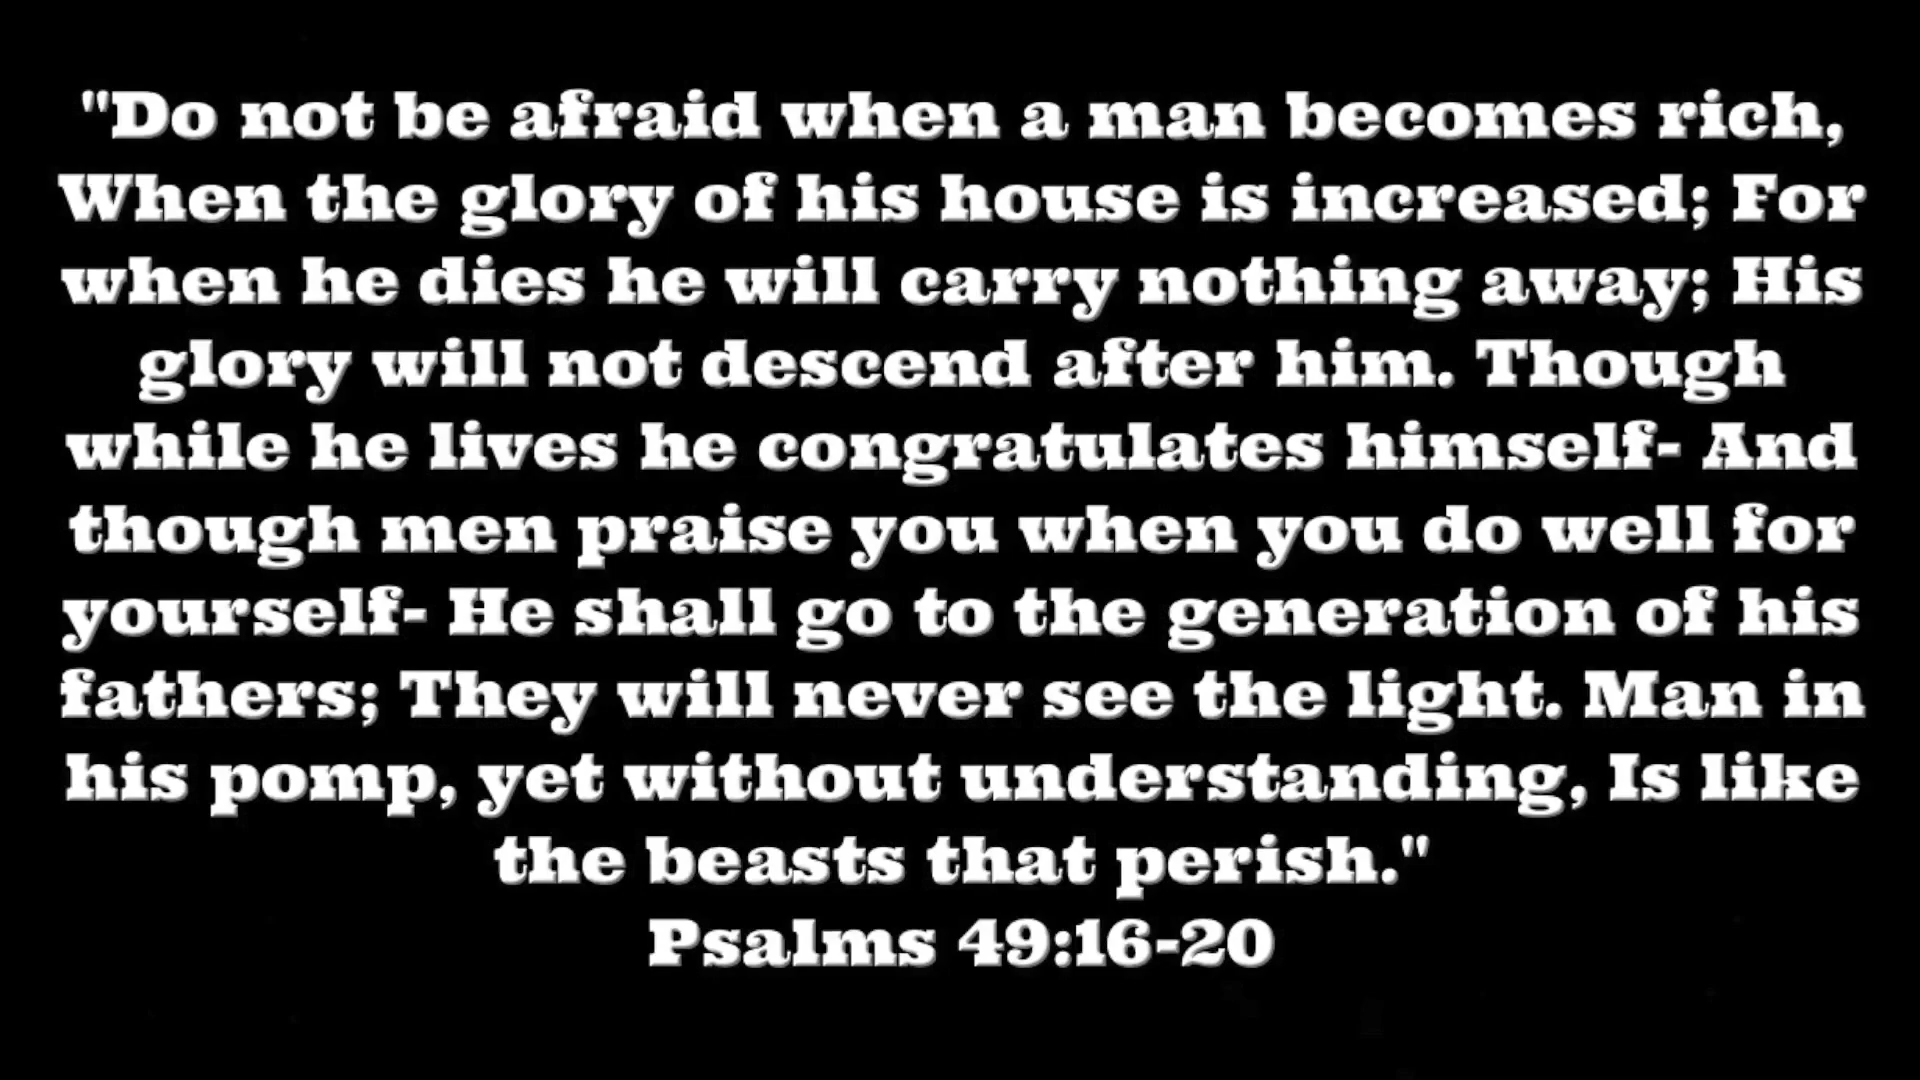 "Do not be afraid when a man becomes rich,
When the glory of his house is increased; For
when he dies he will carry nothing away; His
glory will not descend after him. Though
while he lives he congratulates himself- And
though men praise you when you do well for
yourself- He shall go to the generation of his
fathers; They will never see the light. Man in
his pomp, yet without understanding, Is like
the beasts that perish."
Psalms 49:16-20